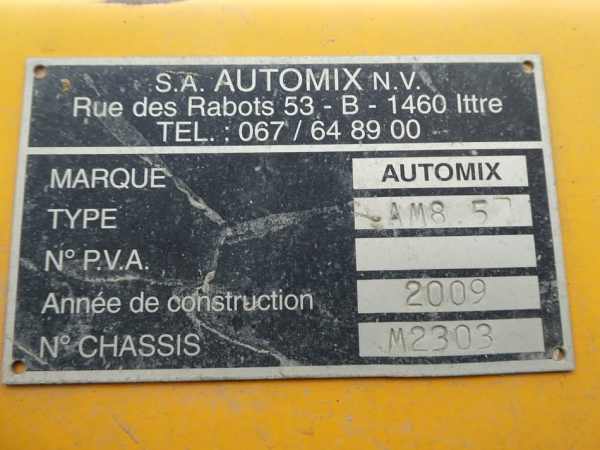 S.A. AUTOMIX N.V.
Rue des Rabots 53 - B - 1460 Ittre
TEL. : 067 / 64 89 00
MARQUE AUTOMIX
TYPE AM8.57
N° P.V.A.
Année de construction 2009
N° CHASSIS M2303